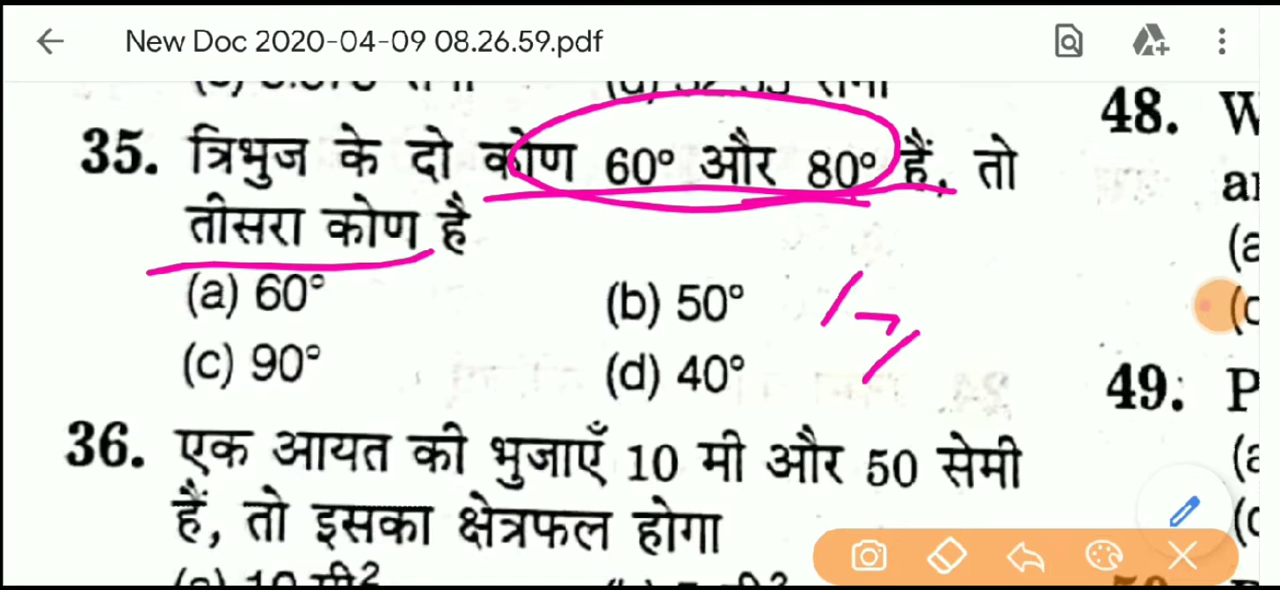 New Doc 2020-04-09 08.26.59.pdf
35. त्रिभुज के दो कोण 60° और 80° हैं, तो
तीसरा कोण है
(a) 60° (b) 50°
(c) 90° (d) 40°
36. एक आयत की भुजाएँ 10 मी और 50 सेमी
हैं, तो इसका क्षेत्रफल होगा
48.
49.